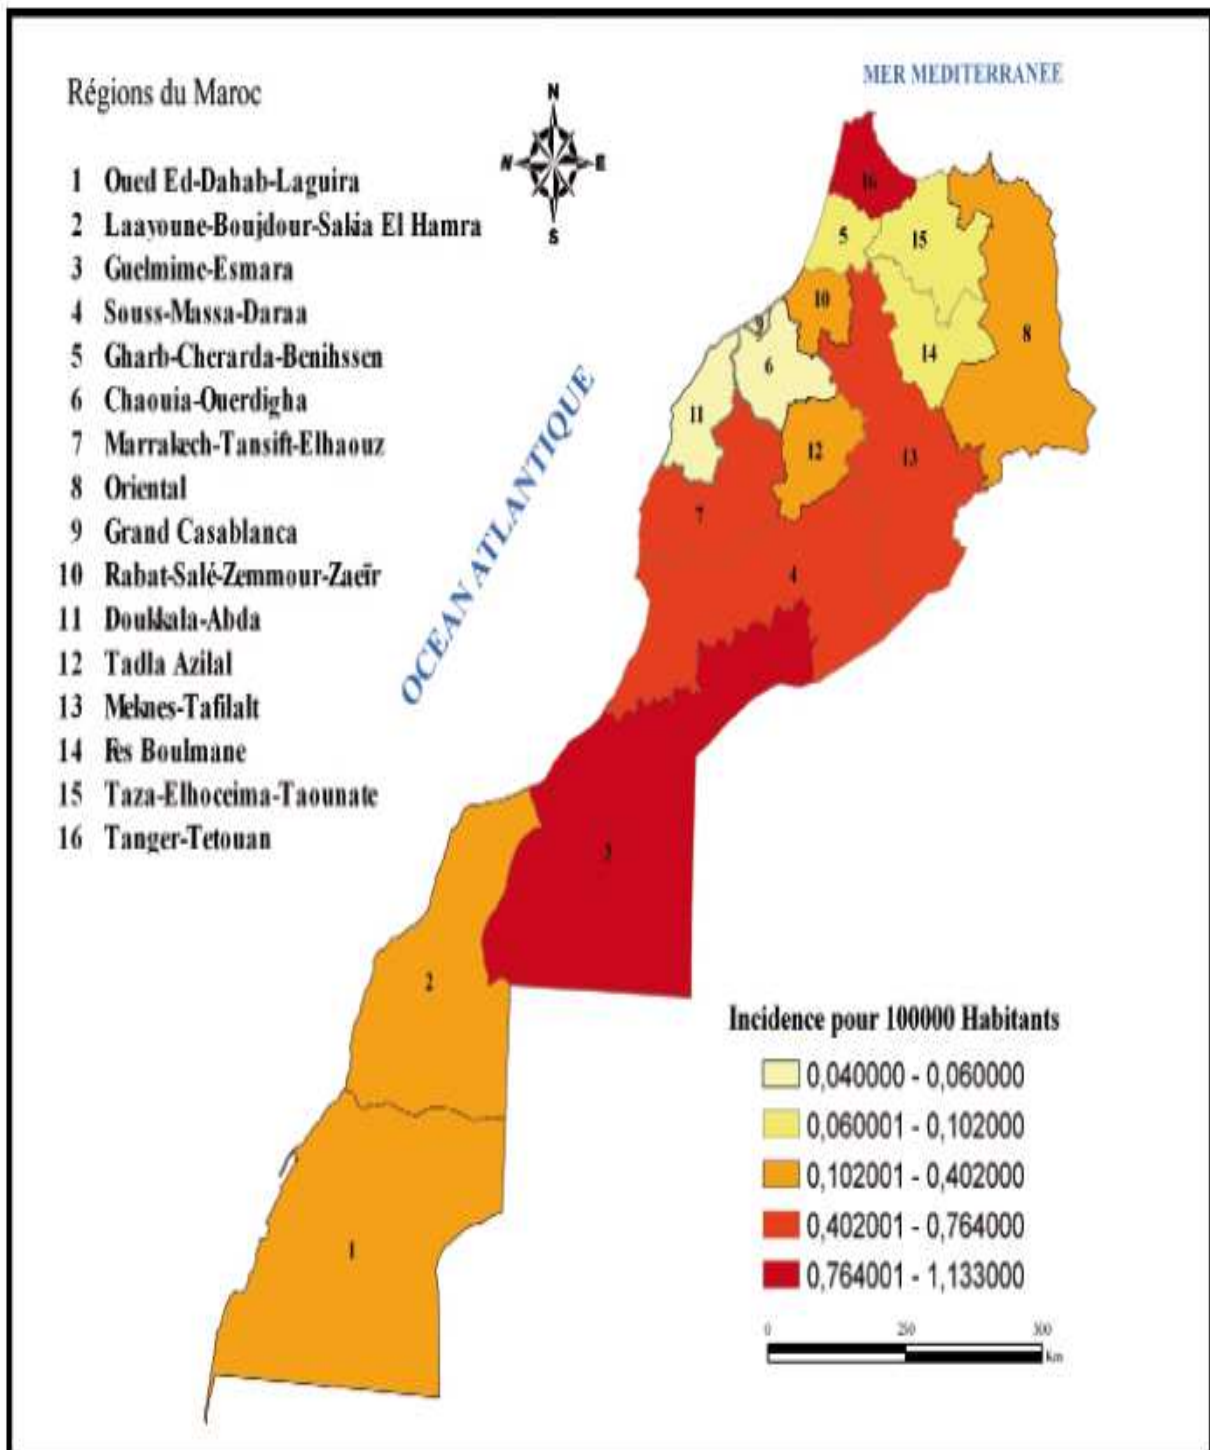 Régions du Maroc
1 Oued Ed-Dahab-Laguira
2 Laayoune-Boujdour-Sakia El Hamra
3 Guelmime-Esmara
4 Souss-Massa-Daraa
5 Gharb-Cherarda-Benihssen
6 Chaouia-Ouerdigha
7 Marrakech-Tansift-Elhaouz
8 Oriental
9 Grand Casablanca
10 Rabat-Salé-Zemmour-Zaeïr
11 Doukkala-Abda
12 Tadla Azilal
13 Meknes-Tafilalt
14 Fes Boulmane
15 Taza-Elhoceima-Taounate
16 Tanger-Tetouan
N
N E
S
MER MEDITERRANEE
OCEAN ATLANTIQUE
16
5
15
10
9
8
6
14
11
12
13
7
4
3
2
1
Incidence pour 100000 Habitants
0,040000 - 0,060000
0,060001 - 0,102000
0,102001 - 0,402000
0,402001 - 0,764000
0,764001 - 1,133000
0 250 500
Km